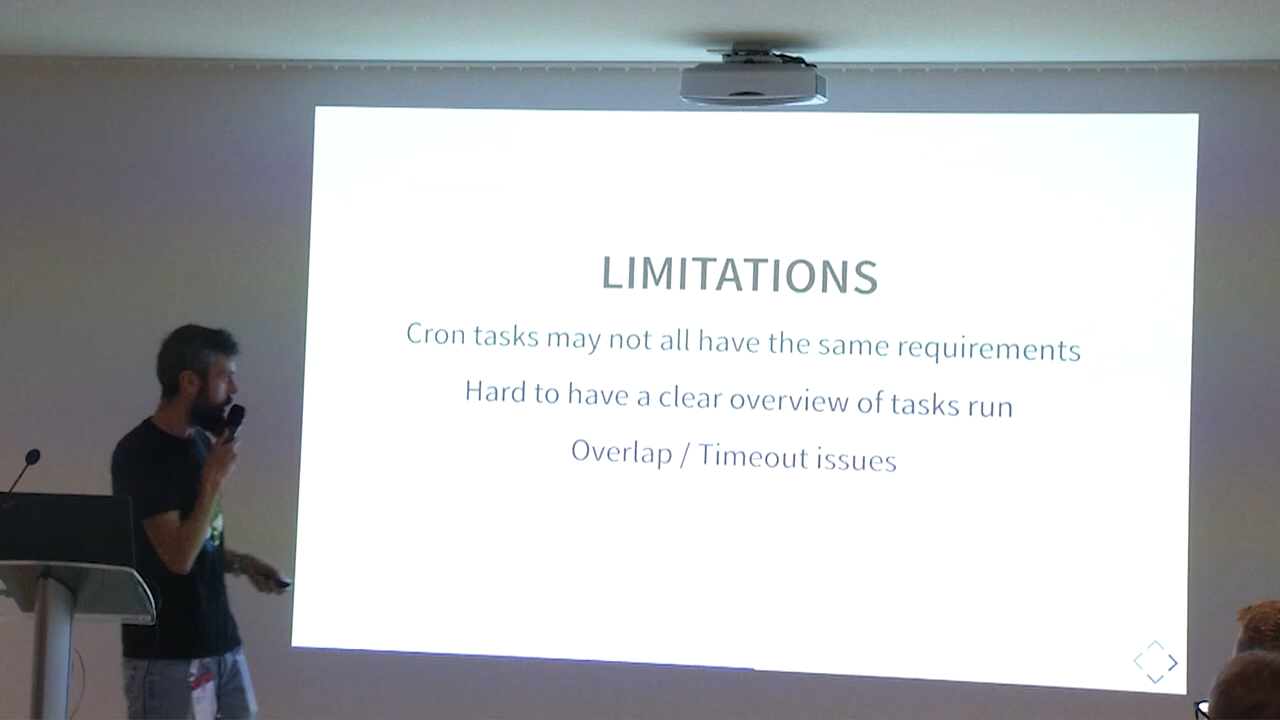 LIMITATIONS
Cron tasks may not all have the same requirements
Hard to have a clear overview of tasks run
Overlap / Timeout issues